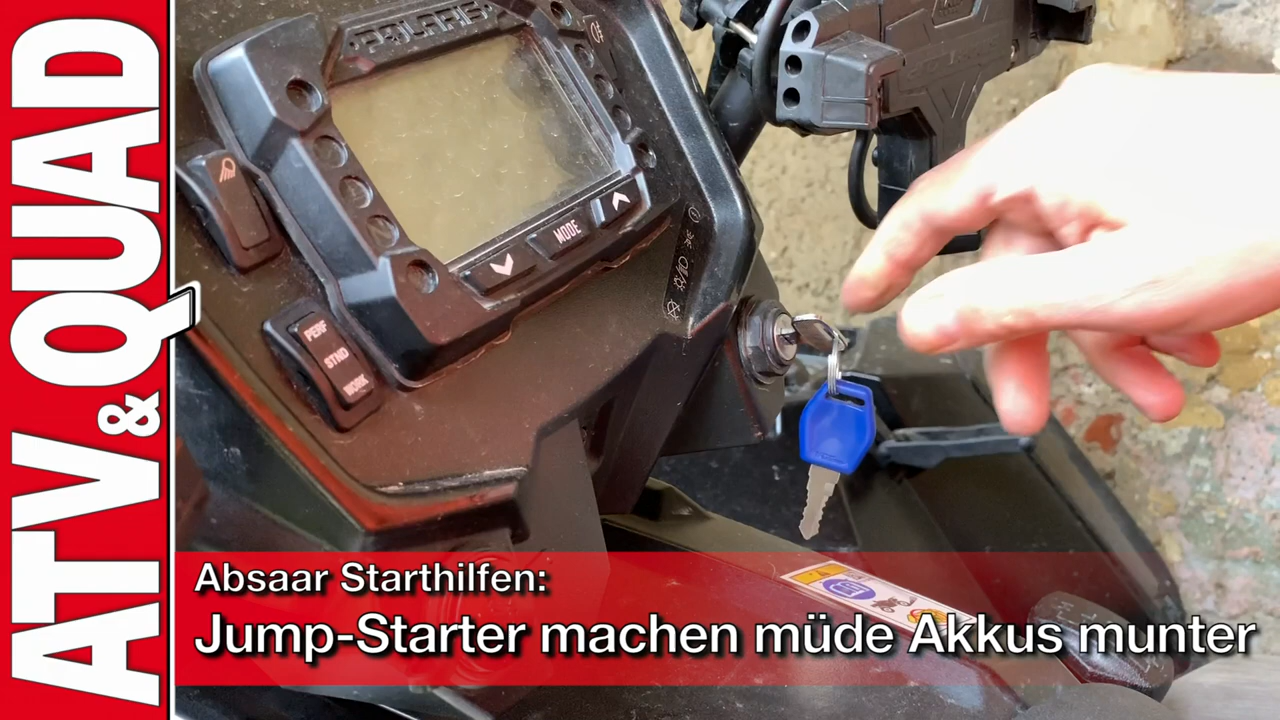 ATV&QUAD
POLARIS
MODE
PERF
STND
WORK
Absaar Starthilfen:
Jump-Starter machen müde Akkus munter